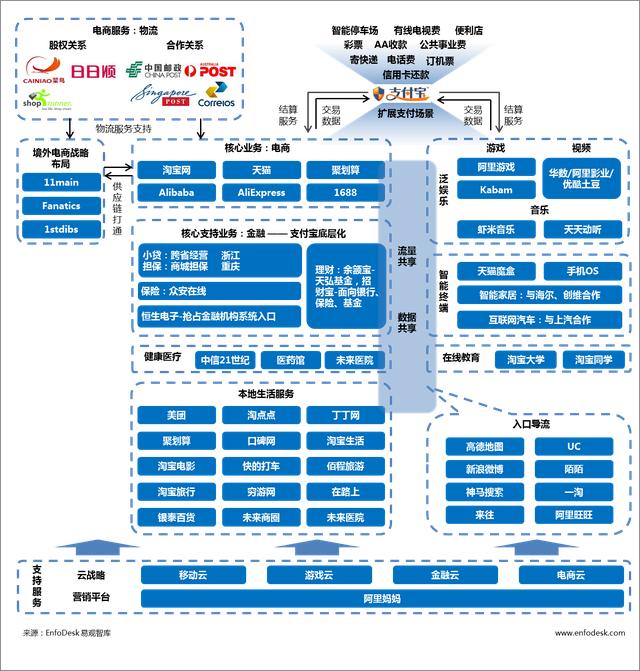 电商服务：物流
股权关系
合作关系
CAINIAO菜鸟
日日顺
中国邮政
CHINA POST
AUSTRALIA POST
shoprunner
Singapore POST
Correios
智能停车场 有线电视费 便利店
彩票 AA收款 公共事业费
寄快递 电话费 订机票
信用卡还款
支付宝
扩展支付场景
结算服务
交易数据
交易数据
结算服务
物流服务支持
境外电商战略布局
11main
Fanatics
1stdibs
供应链打通
核心业务：电商
淘宝网
天猫
聚划算
Alibaba
AliExpress
1688
核心支持业务：金融 —— 支付宝底层化
小贷：跨省经营 浙江
担保：商城担保 重庆
保险：众安在线
恒生电子-抢占金融机构系统入口
理财：余额宝-
天弘基金，招
财宝-面向银行、
保险、基金
健康医疗
中信21世纪
医药馆
未来医院
本地生活服务
美团
淘点点
丁丁网
聚划算
口碑网
淘宝生活
淘宝电影
快的打车
佰程旅游
淘宝旅行
穷游网
在路上
银泰百货
未来商圈
未来医院
流量共享
数据共享
泛娱乐
游戏
视频
阿里游戏
Kabam
华数/阿里影业/
优酷土豆
音乐
虾米音乐
天天动听
智能终端
天猫魔盒
手机OS
智能家居：与海尔、创维合作
互联网汽车：与上汽合作
在线教育
淘宝大学
淘宝同学
入口导流
高德地图
UC
新浪微博
陌陌
神马搜索
一淘
来往
阿里旺旺
支持服务
云战略
移动云
游戏云
金融云
电商云
营销平台
阿里妈妈
来源：EnfoDesk易观智库
www.enfodesk.com